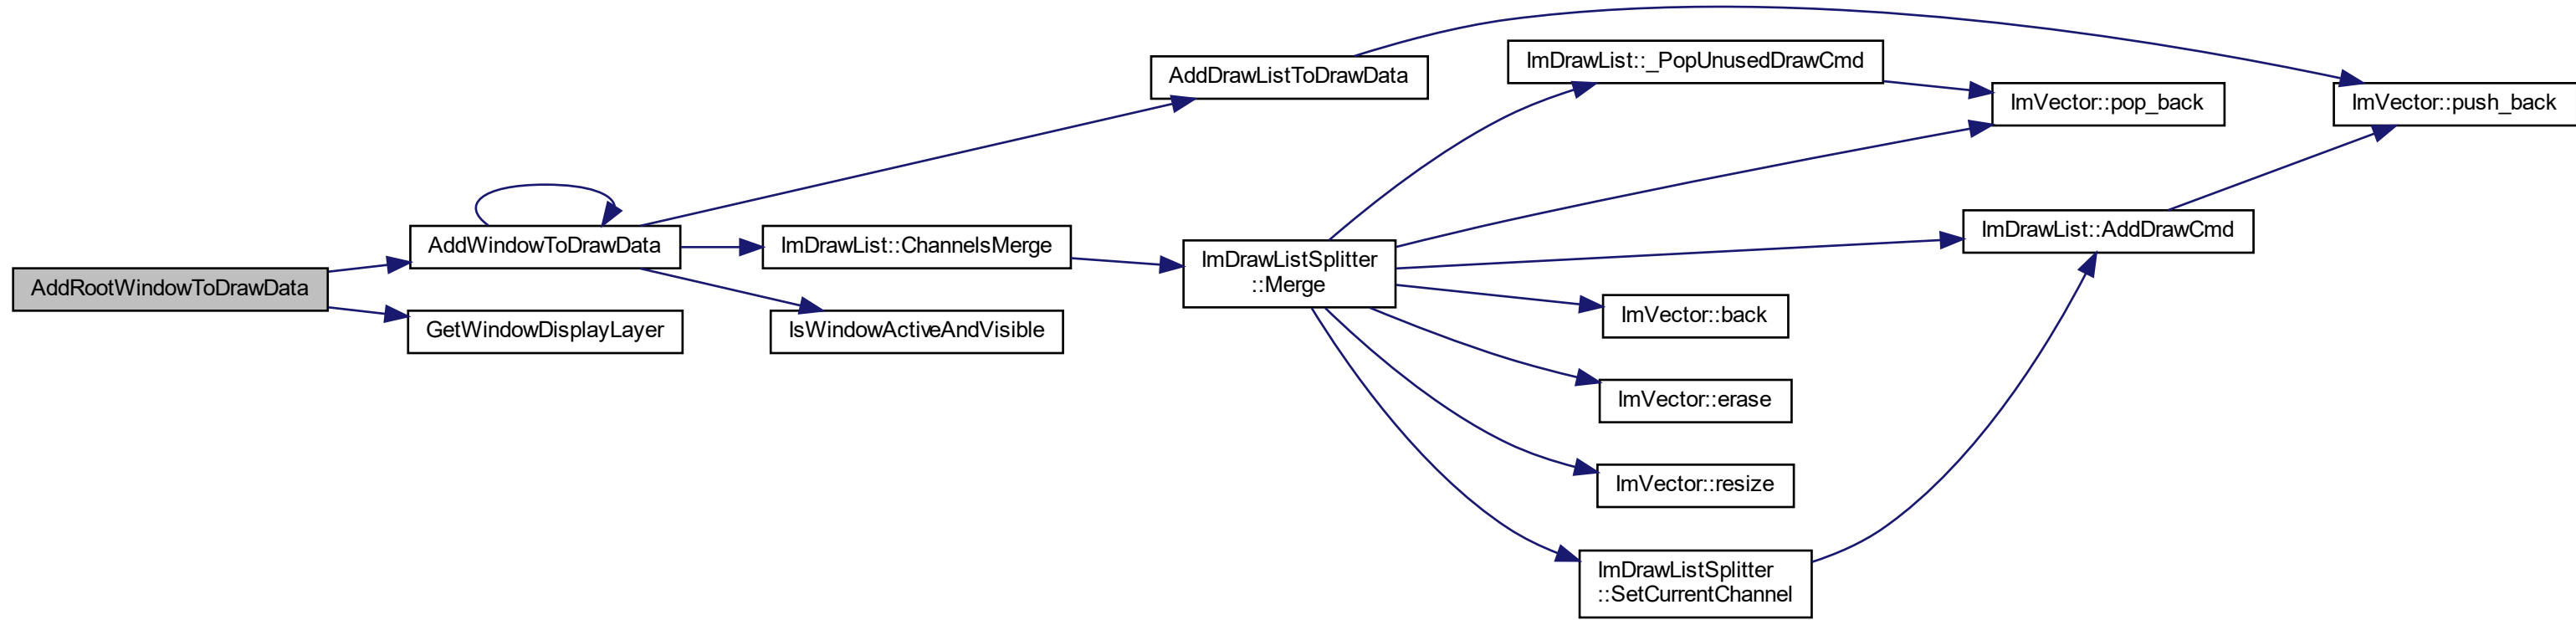 AddRootWindowToDrawData
AddWindowToDrawData
GetWindowDisplayLayer
AddDrawListToDrawData
ImDrawList::ChannelsMerge
IsWindowActiveAndVisible
ImDrawListSplitter
::Merge
ImDrawList::_PopUnusedDrawCmd
ImVector::pop_back
ImVector::push_back
ImDrawList::AddDrawCmd
ImVector::back
ImVector::erase
ImVector::resize
ImDrawListSplitter
::SetCurrentChannel